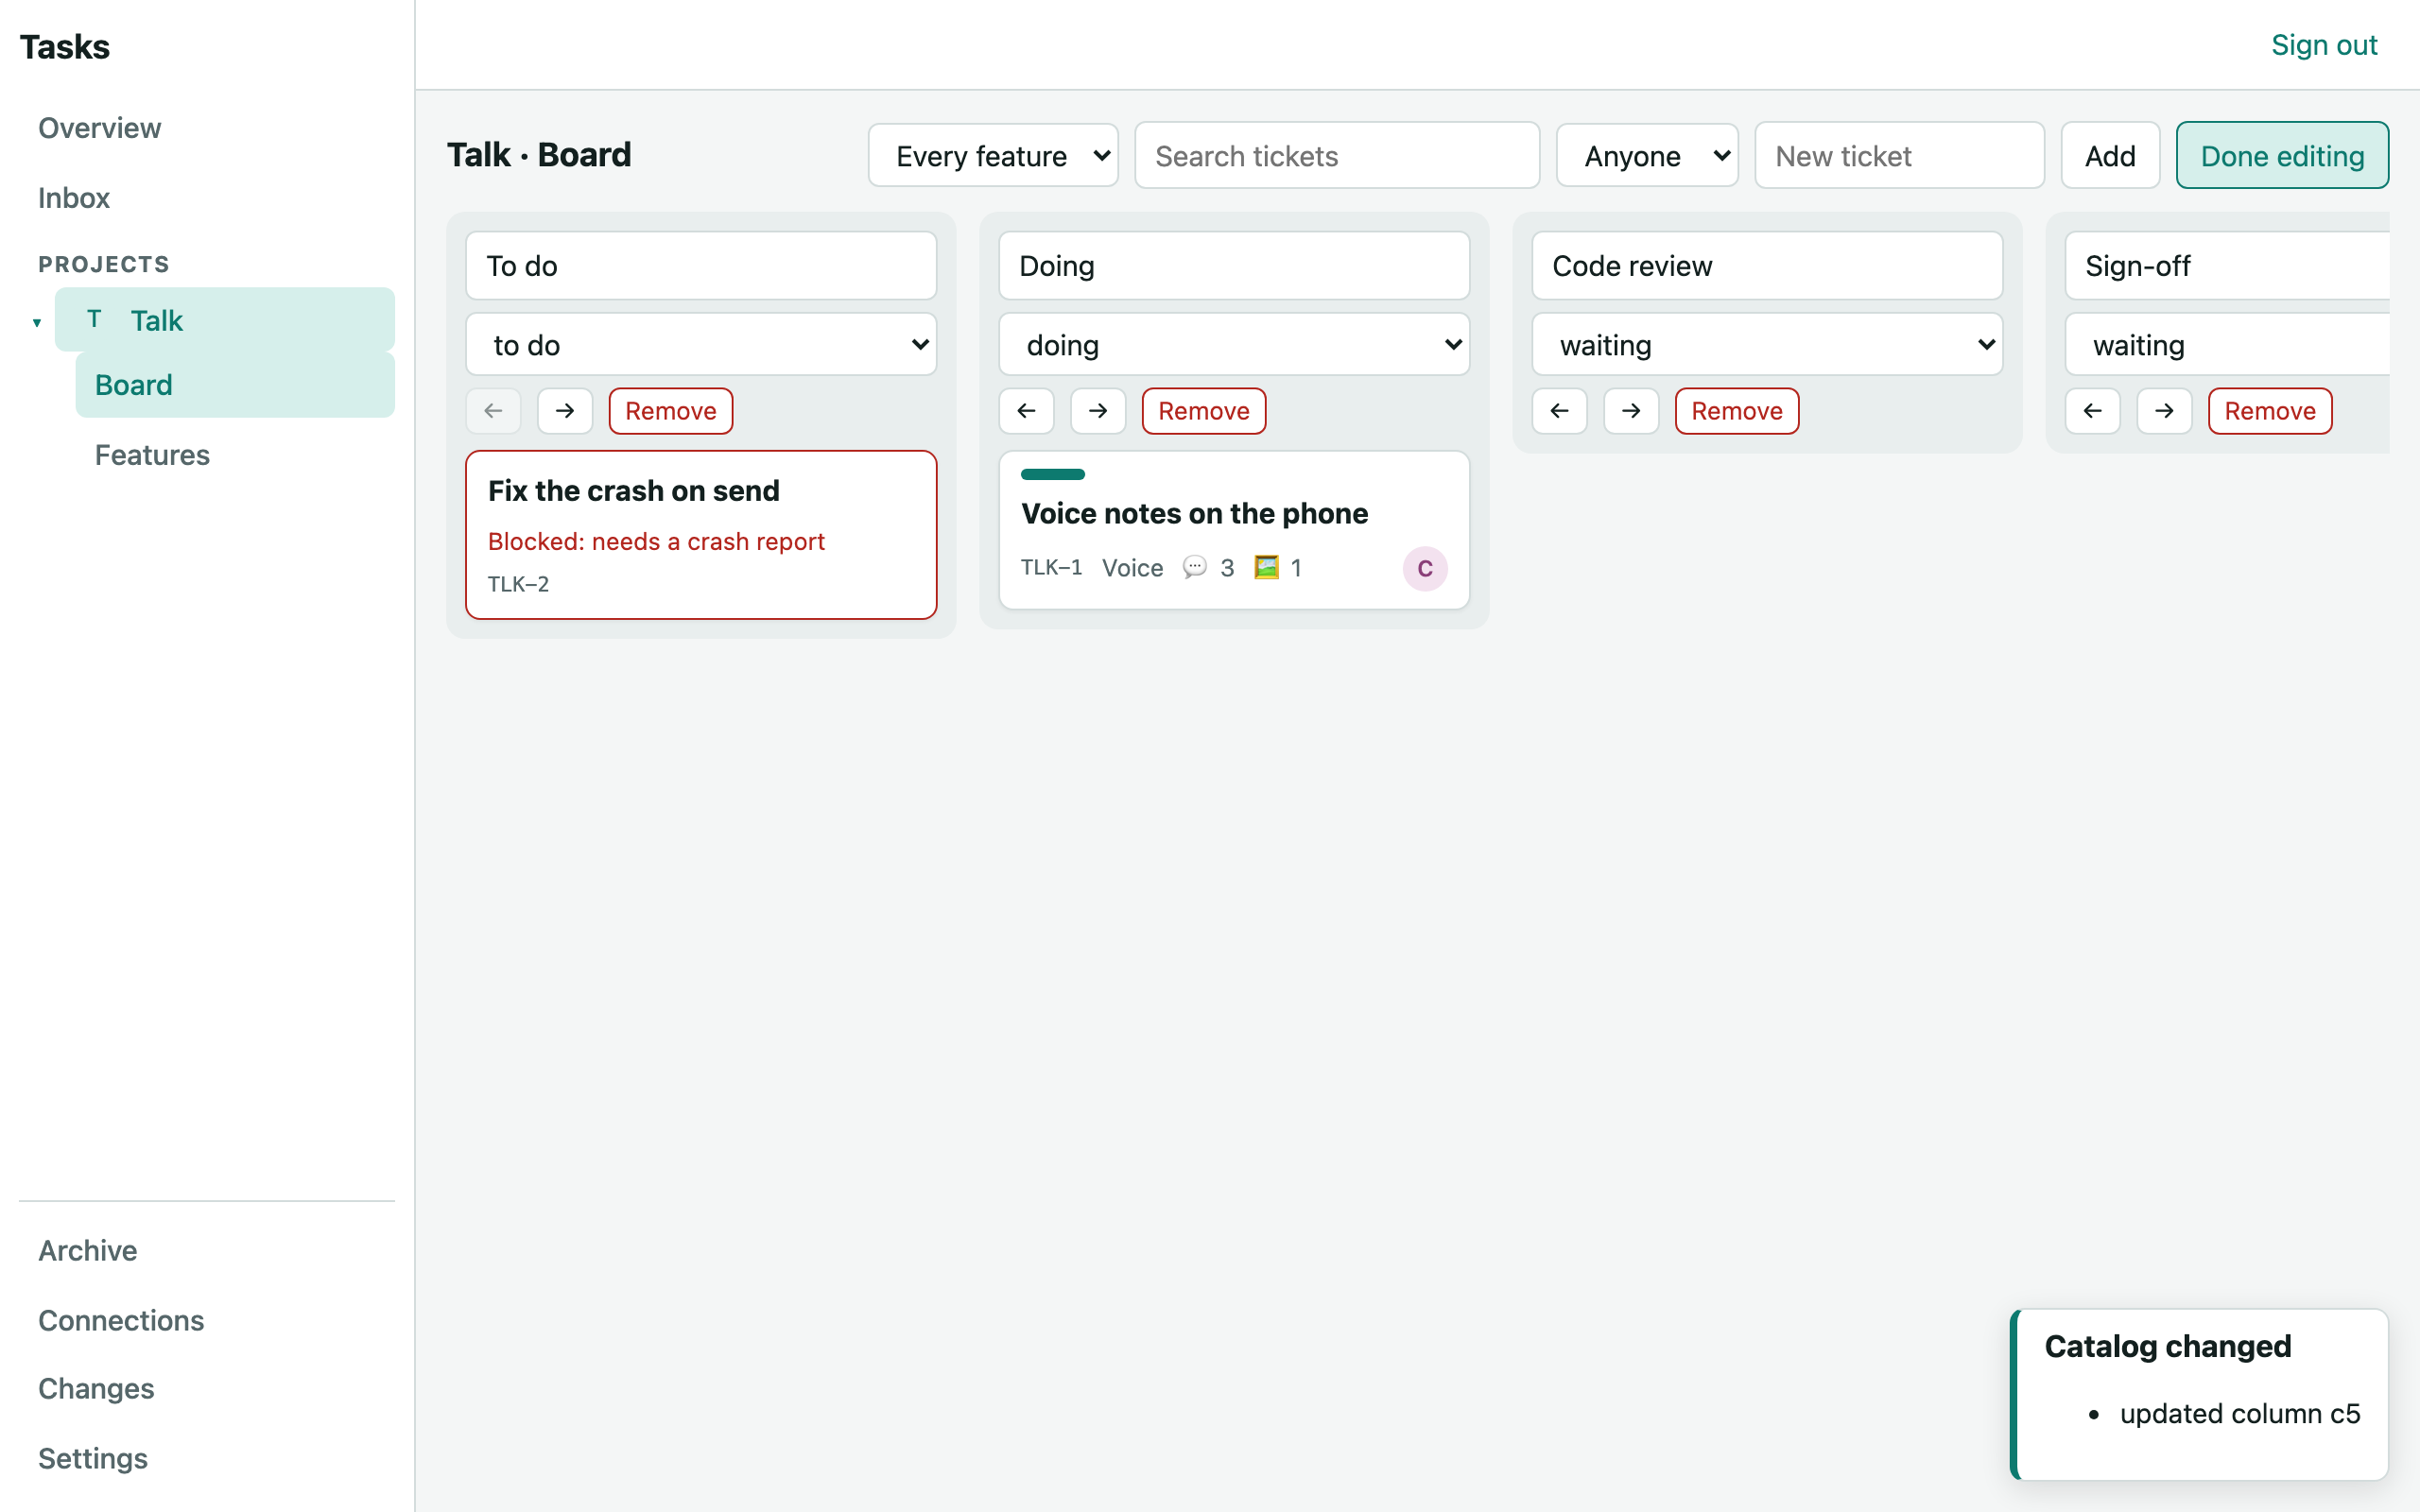 Tasks
Sign out
Overview
Inbox
PROJECTS
T Talk
Board
Features
Archive
Connections
Changes
Settings
Talk · Board
Every feature
Search tickets
Anyone
New ticket
Add
Done editing
To do
to do
← → Remove
Fix the crash on send
Blocked: needs a crash report
TLK–2
Doing
doing
← → Remove
Voice notes on the phone
TLK–1 Voice 💬 3 🖼️ 1 C
Code review
waiting
← → Remove
Sign-off
waiting
← → Remove
Catalog changed
• updated column c5